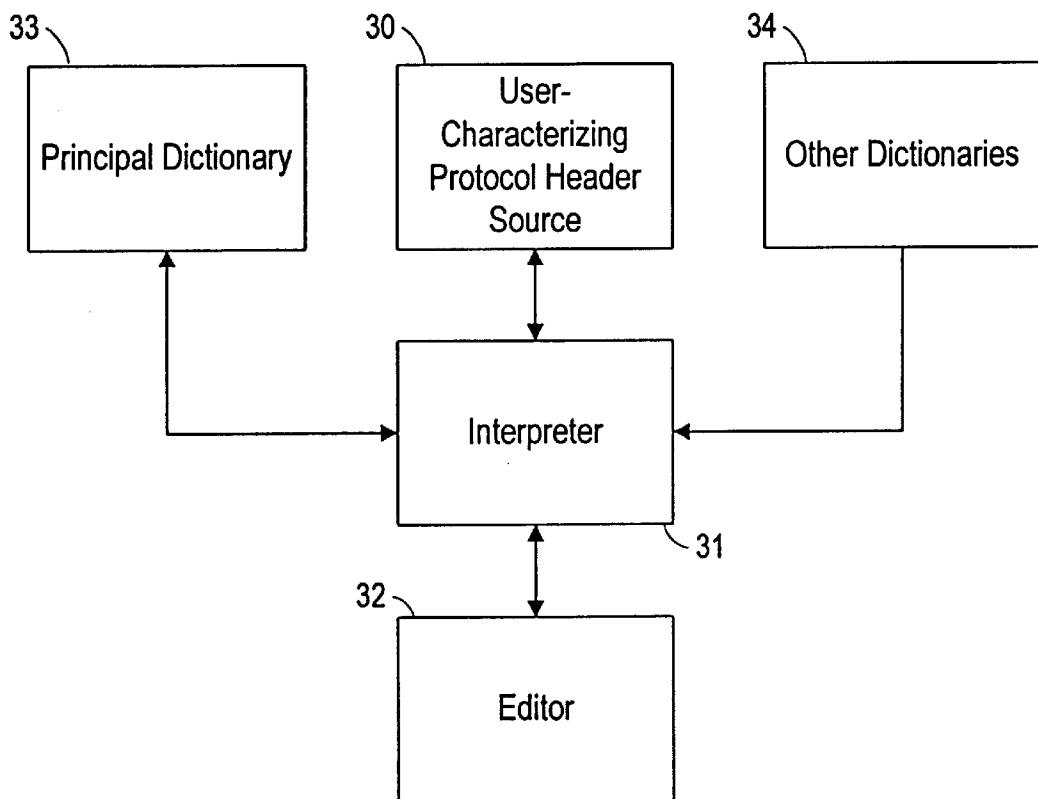 33
30
34
Principal Dictionary
User-
Characterizing
Protocol Header
Source
Other Dictionaries
Interpreter
31
32
Editor